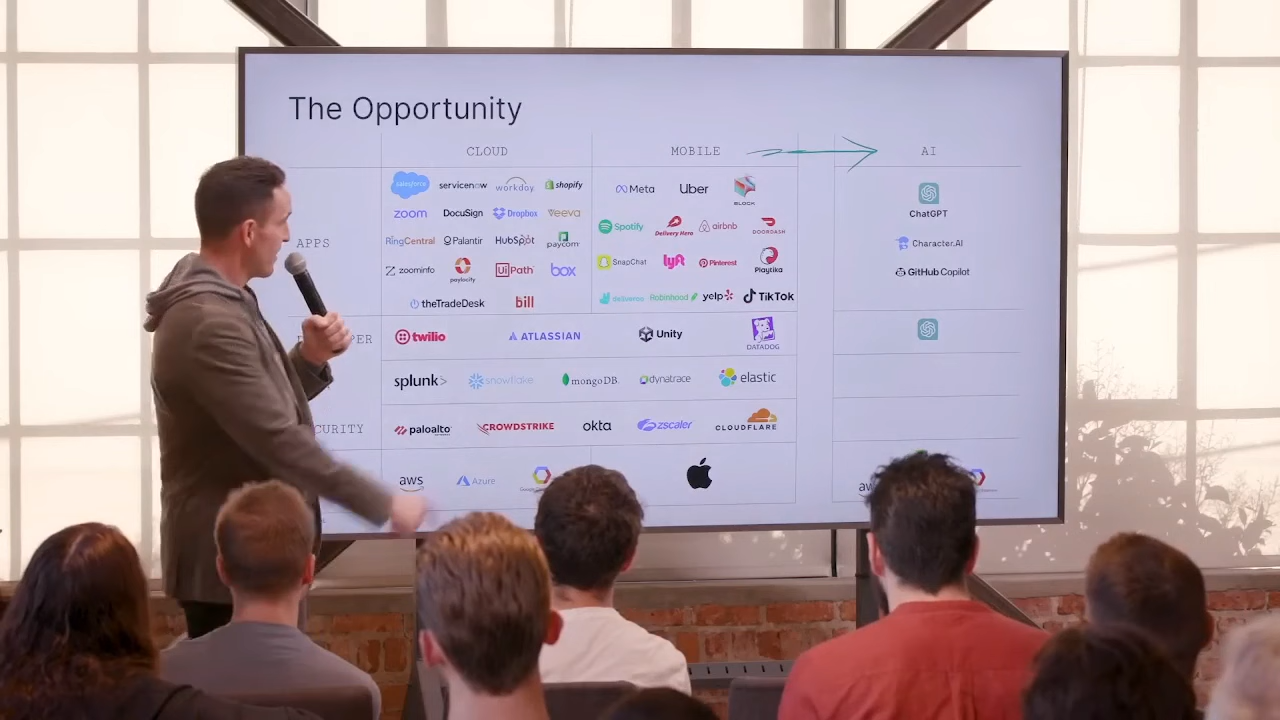 The Opportunity
CLOUD MOBILE AI
salesforce servicenow workday shopify Meta Uber BLOCK ChatGPT
zoom DocuSign Dropbox Veeva Spotify Delivery Hero airbnb DOORDASH
APPS RingCentral Palantir HubSpot paycom Character.AI
zoominfo paylocity UiPath box SnapChat lyft Pinterest Playtika GitHub Copilot
theTradeDesk bill deliveroo Robinhood yelp TikTok
PER twilio ATLASSIAN Unity DATADOG
splunk> snowflake mongoDB. dynatrace elastic
CURITY paloalto CROWDSTRIKE okta zscaler CLOUDFLARE
aws Azure aw